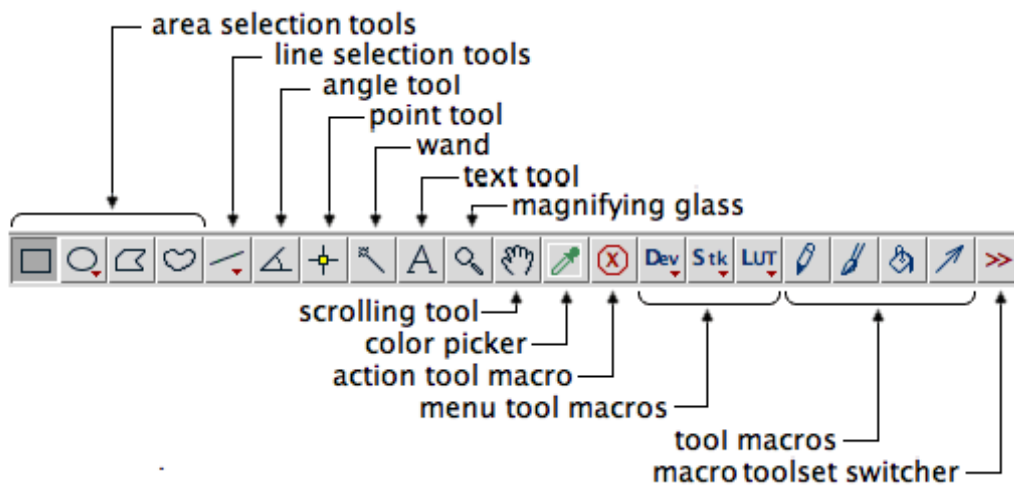 area selection tools
line selection tools
angle tool
point tool
wand
text tool
magnifying glass
A Dev Stk LUT >>
scrolling tool
color picker
action tool macro
menu tool macros
tool macros
macro toolset switcher